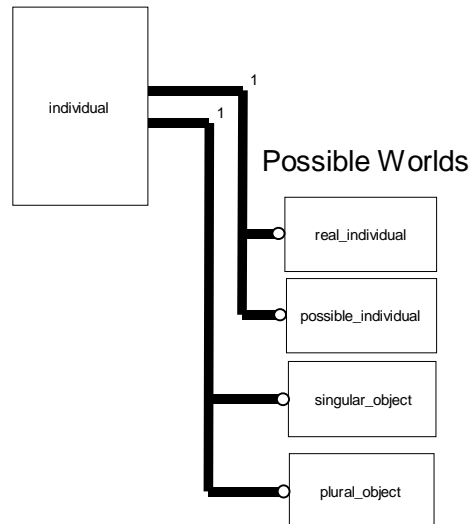 1
individual
1
Possible Worlds
real_individual
possible_individual
singular_object
plural_object